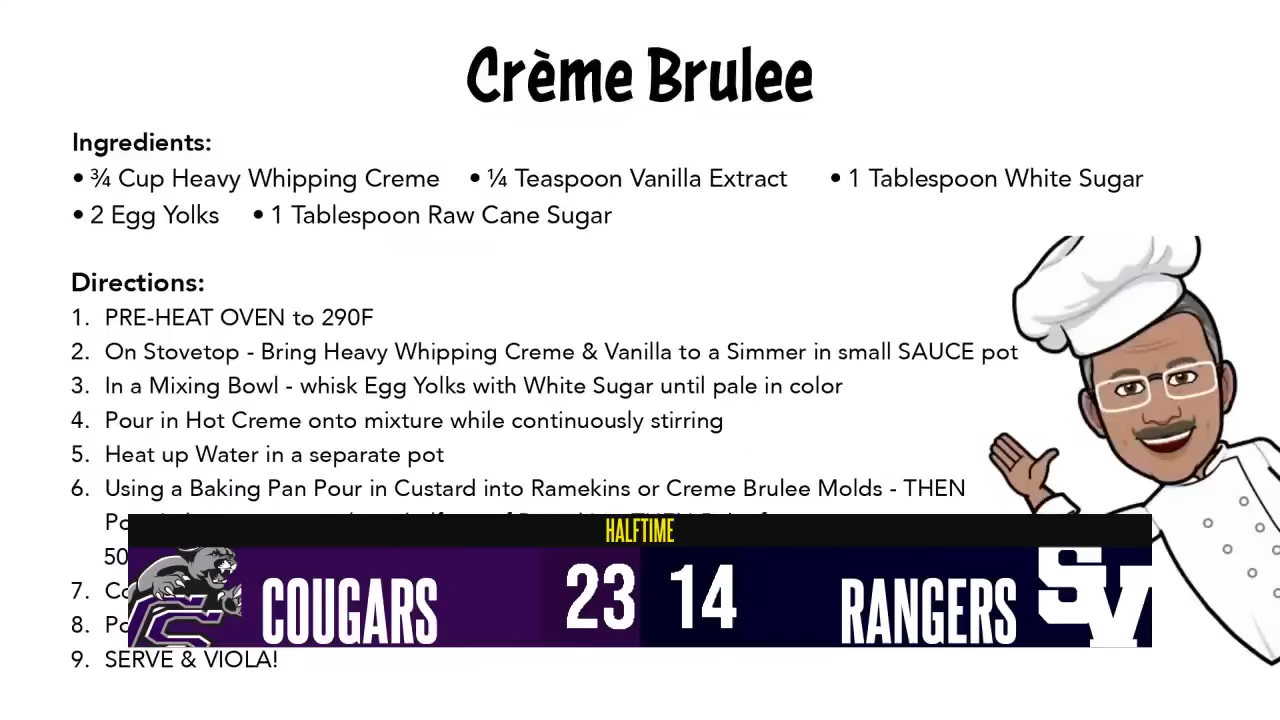 Crème Brulee
Ingredients:
• ¾ Cup Heavy Whipping Creme • ¼ Teaspoon Vanilla Extract • 1 Tablespoon White Sugar
• 2 Egg Yolks • 1 Tablespoon Raw Cane Sugar
Directions:
1. PRE-HEAT OVEN to 290F
2. On Stovetop - Bring Heavy Whipping Creme & Vanilla to a Simmer in small SAUCE pot
3. In a Mixing Bowl - whisk Egg Yolks with White Sugar until pale in color
4. Pour in Hot Creme onto mixture while continuously stirring
5. Heat up Water in a separate pot
6. Using a Baking Pan Pour in Custard into Ramekins or Creme Brulee Molds - THEN
50
7.
8.
9. SERVE & VIOLA!
HALFTIME
COUGARS 23 14 RANGERS SV